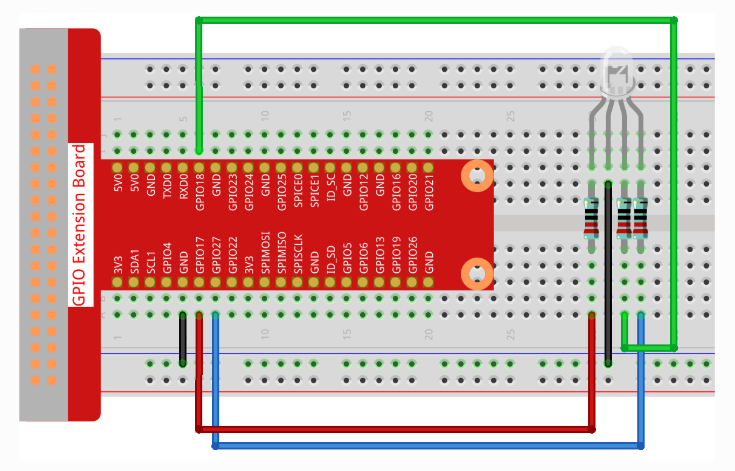 1 5 10 15 20 25
GPIO Extension Board
5V0
5V0
GND
TXD0
RXD0
GPIO18
GND
GPIO23
GPIO24
GND
GPIO25
SPICE0
SPICE1
ID_SC
GND
GPIO12
GND
GPIO16
GPIO20
GPIO21
3V3
SDA1
SCL1
GPIO4
GND
GPIO17
GPIO27
GPIO22
3V3
SPIMOSI
SPIMISO
SPISCLK
GND
ID_SD
GPIO5
GPIO6
GPIO13
GPIO19
GPIO26
GND
1 10 15 20 25